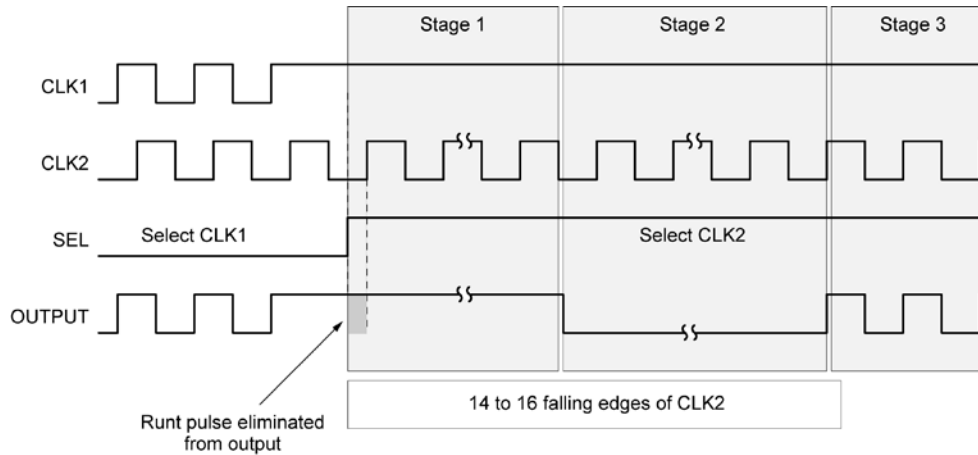 Stage 1
Stage 2
Stage 3
CLK1
CLK2
SEL
Select CLK1
Select CLK2
OUTPUT
Runt pulse eliminated
from output
14 to 16 falling edges of CLK2